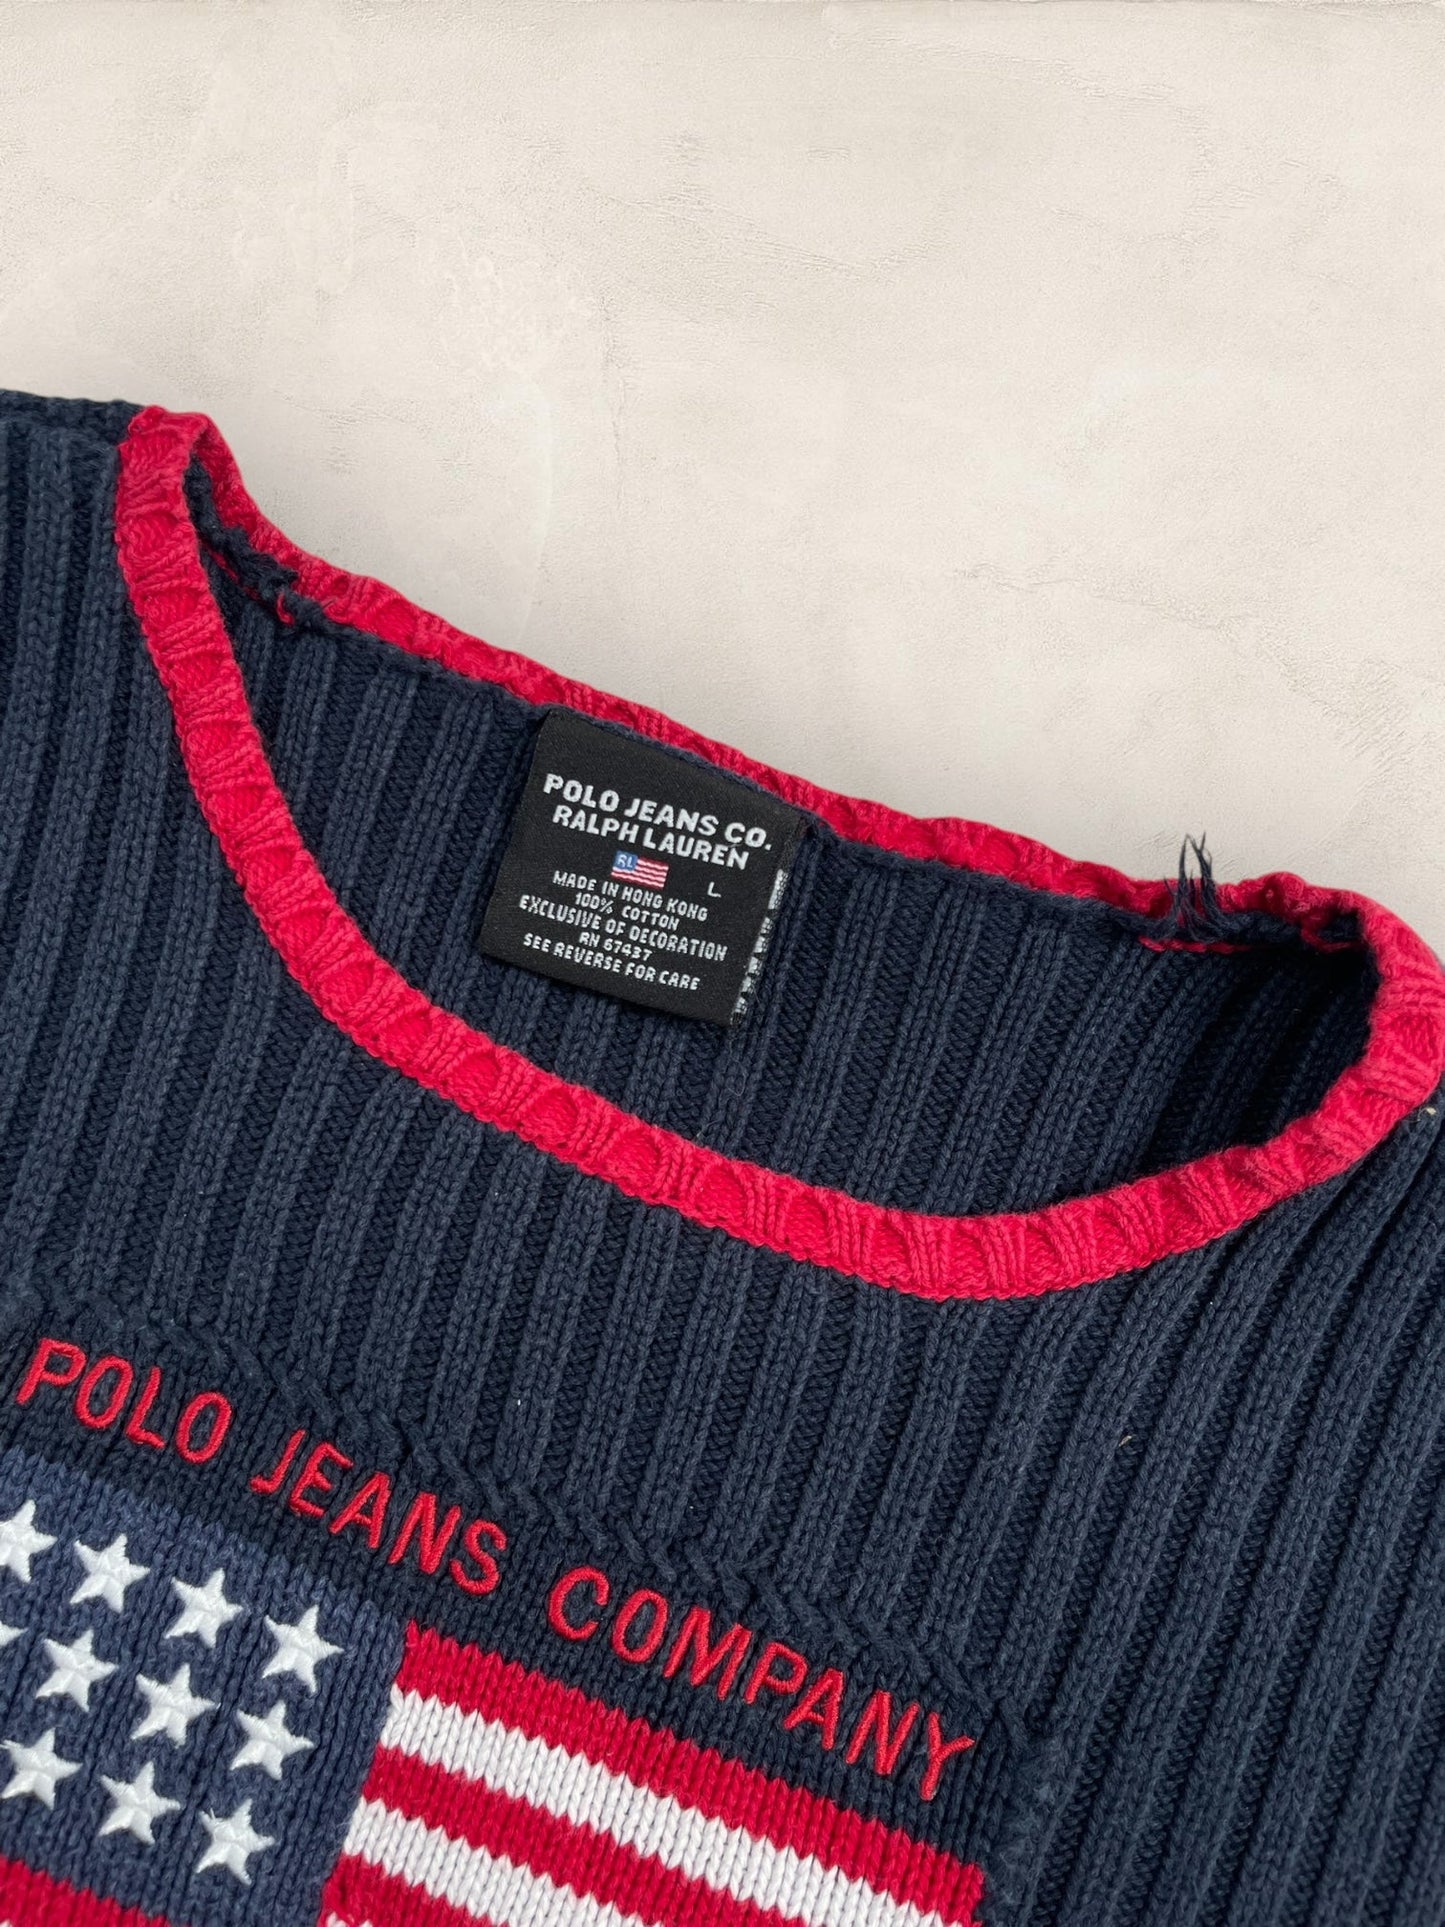 POLO JEANS CO.
RALPH LAUREN
RL
L
MADE IN HONG KONG
100% COTTON
EXCLUSIVE OF DECORATION
RN 67437
SEE REVERSE FOR CARE
POLO JEANS COMPANY